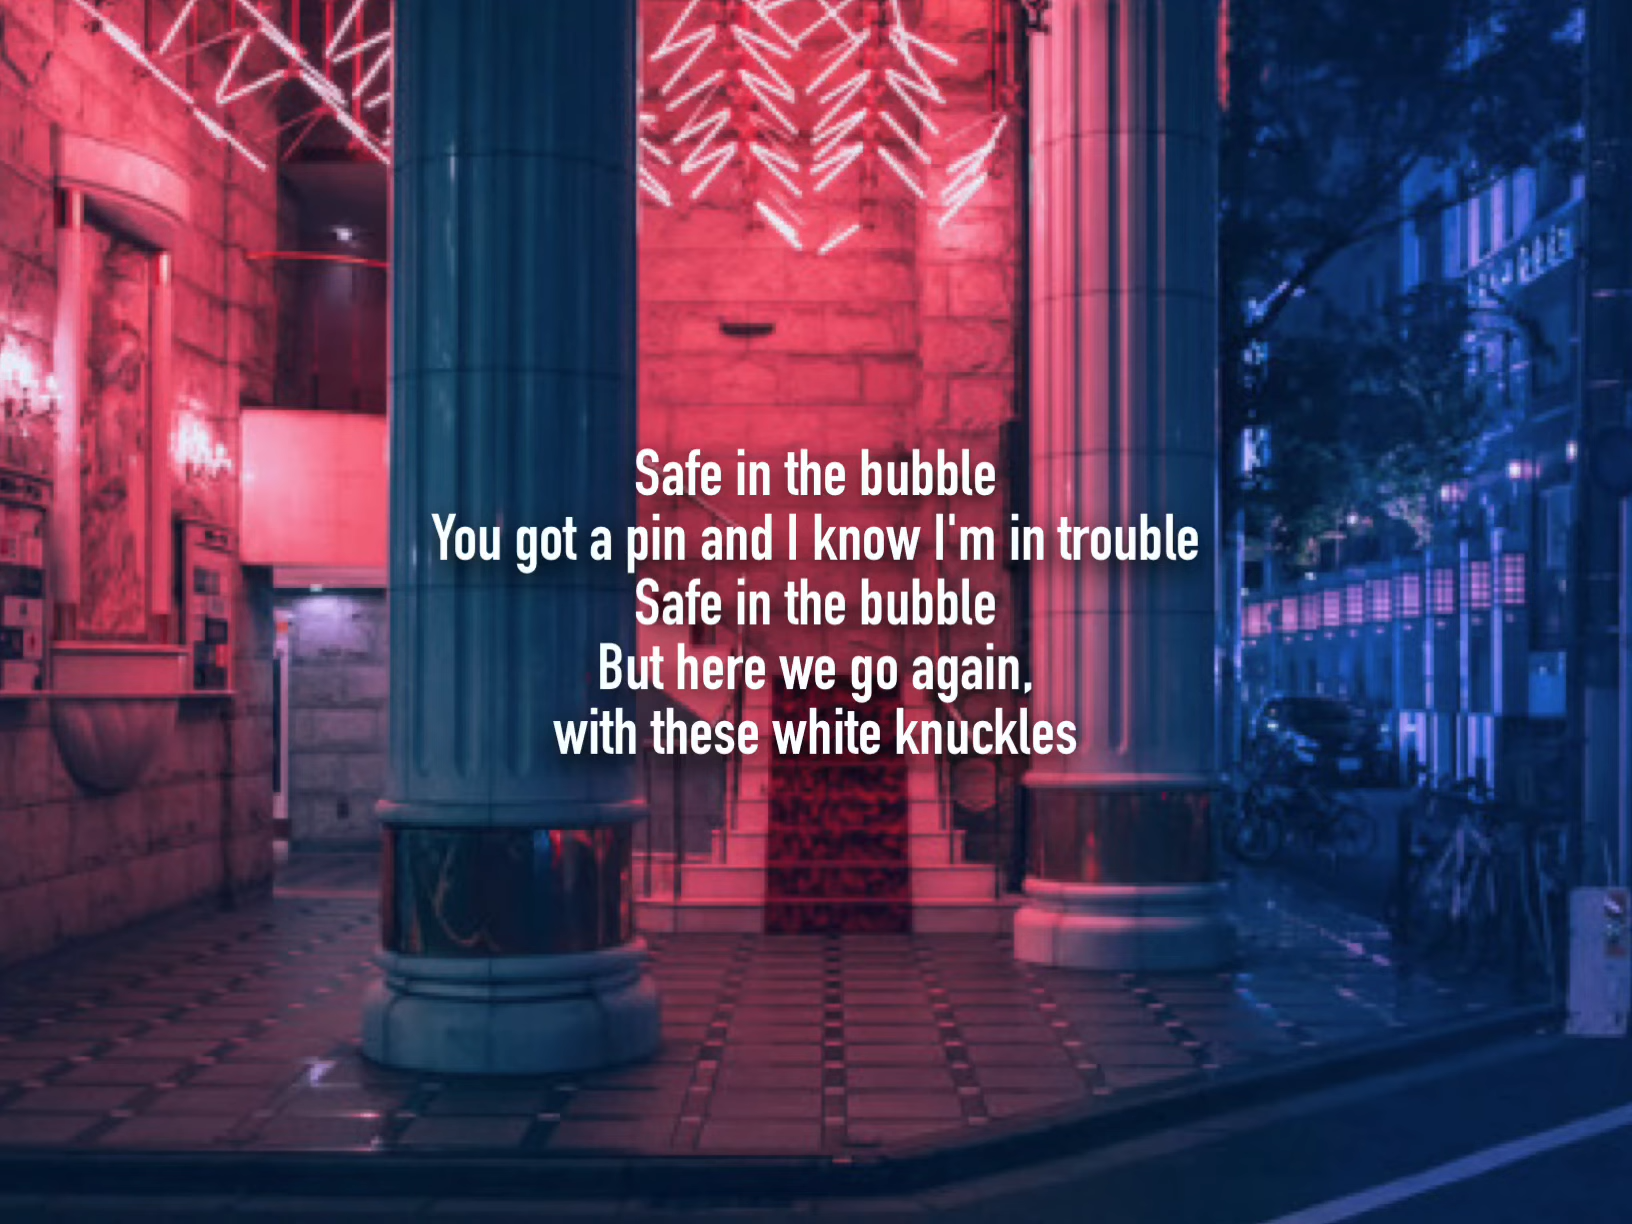 Safe in the bubble
You got a pin and I know I'm in trouble
Safe in the bubble
But here we go again,
with these white knuckles